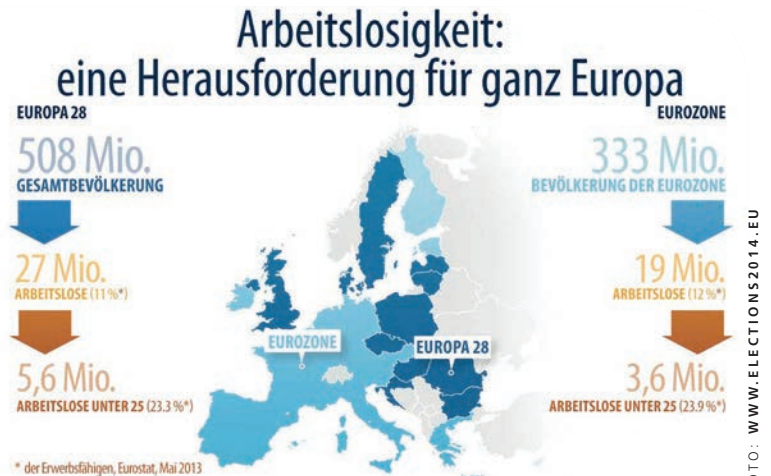 Arbeitslosigkeit:
eine Herausforderung für ganz Europa
EUROPA 28
508 Mio.
GESAMTBEVÖLKERUNG
27 Mio.
ARBEITSLOSE (11 %*)
5,6 Mio.
ARBEITSLOSE UNTER 25 (23.3 %*)
EUROZONE
333 Mio.
BEVÖLKERUNG DER EUROZONE
19 Mio.
ARBEITSLOSE (12 %*)
3,6 Mio.
ARBEITSLOSE UNTER 25 (23.9 %*)
EUROZONE
EUROPA 28
* der Erwerbsfähigen, Eurostat, Mai 2013
WWW.ELECTIONS2014.EU